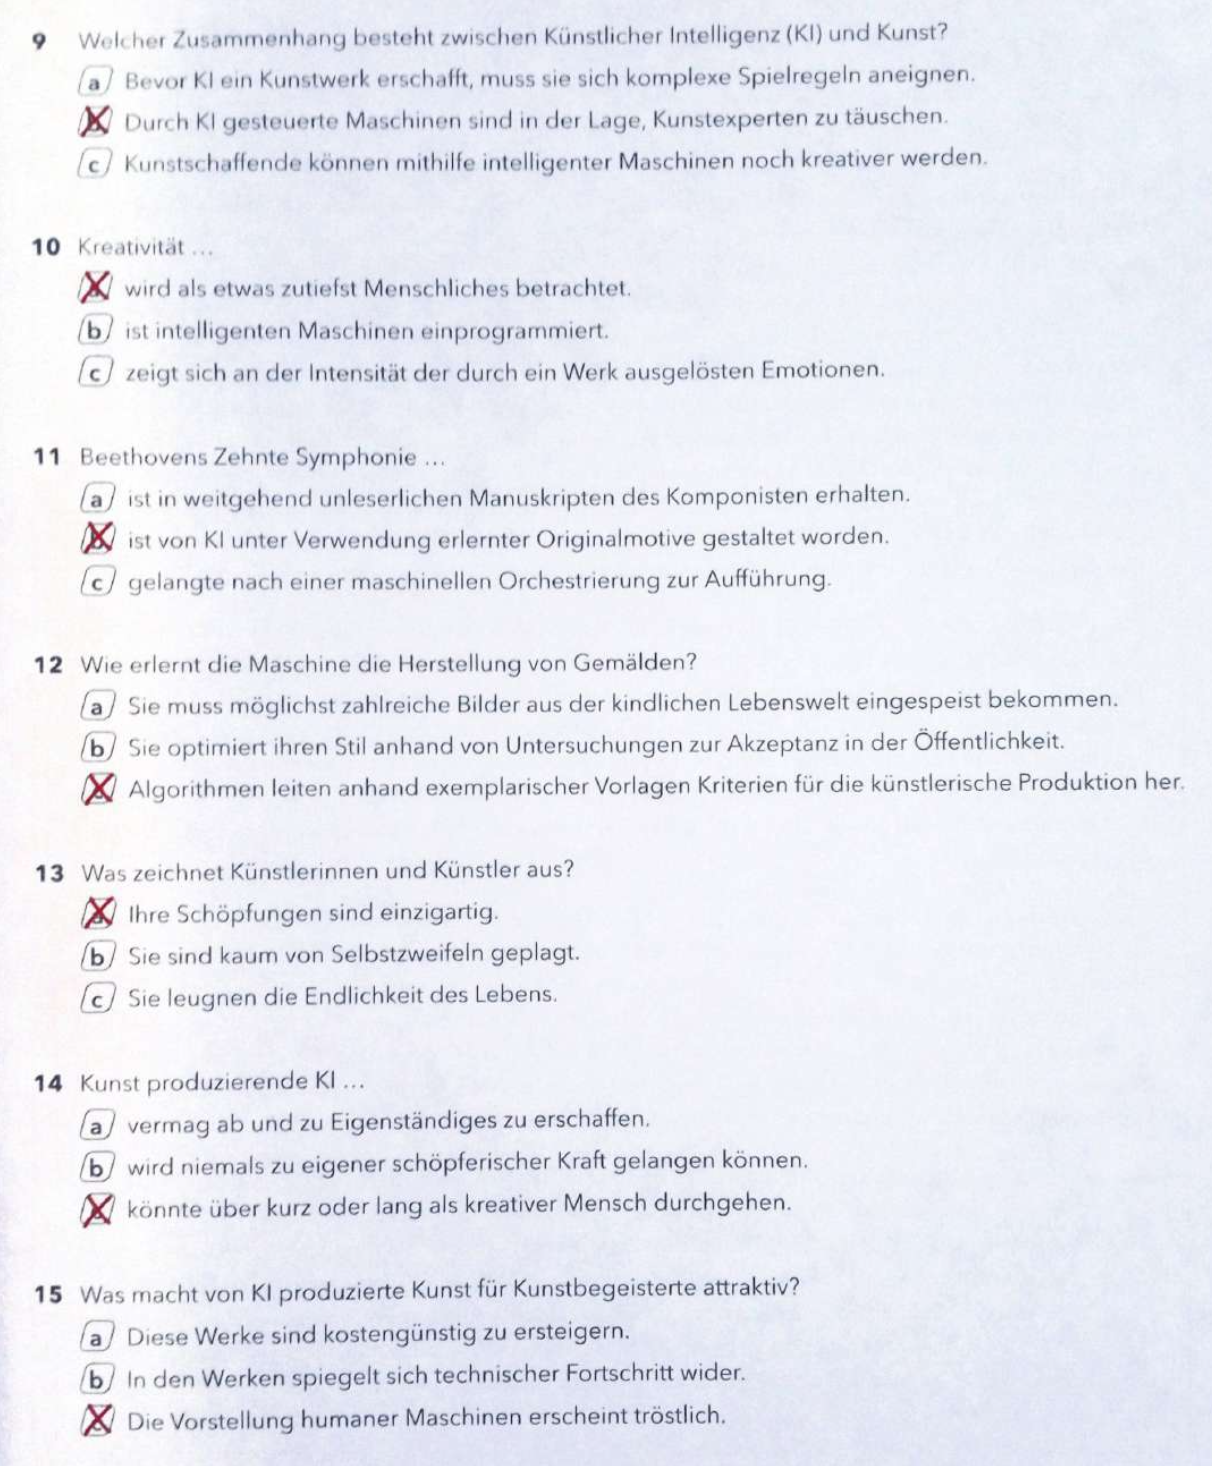 9 Welcher Zusammenhang besteht zwischen Künstlicher Intelligenz (KI) und Kunst?
a Bevor KI ein Kunstwerk erschafft, muss sie sich komplexe Spielregeln aneignen.
X Durch KI gesteuerte Maschinen sind in der Lage, Kunstexperten zu täuschen.
c Kunstschaffende können mithilfe intelligenter Maschinen noch kreativer werden.
10 Kreativität ...
X wird als etwas zutiefst Menschliches betrachtet.
b ist intelligenten Maschinen einprogrammiert.
c zeigt sich an der Intensität der durch ein Werk ausgelösten Emotionen.
11 Beethovens Zehnte Symphonie ...
a ist in weitgehend unleserlichen Manuskripten des Komponisten erhalten.
X ist von KI unter Verwendung erlernter Originalmotive gestaltet worden.
c gelangte nach einer maschinellen Orchestrierung zur Aufführung.
12 Wie erlernt die Maschine die Herstellung von Gemälden?
a Sie muss möglichst zahlreiche Bilder aus der kindlichen Lebenswelt eingespeist bekommen.
b Sie optimiert ihren Stil anhand von Untersuchungen zur Akzeptanz in der Öffentlichkeit.
X Algorithmen leiten anhand exemplarischer Vorlagen Kriterien für die künstlerische Produktion her.
13 Was zeichnet Künstlerinnen und Künstler aus?
X Ihre Schöpfungen sind einzigartig.
b Sie sind kaum von Selbstzweifeln geplagt.
c Sie leugnen die Endlichkeit des Lebens.
14 Kunst produzierende KI ...
a vermag ab und zu Eigenständiges zu erschaffen.
b wird niemals zu eigener schöpferischer Kraft gelangen können.
X könnte über kurz oder lang als kreativer Mensch durchgehen.
15 Was macht von KI produzierte Kunst für Kunstbegeisterte attraktiv?
a Diese Werke sind kostengünstig zu ersteigern.
b In den Werken spiegelt sich technischer Fortschritt wider.
X Die Vorstellung humaner Maschinen erscheint tröstlich.